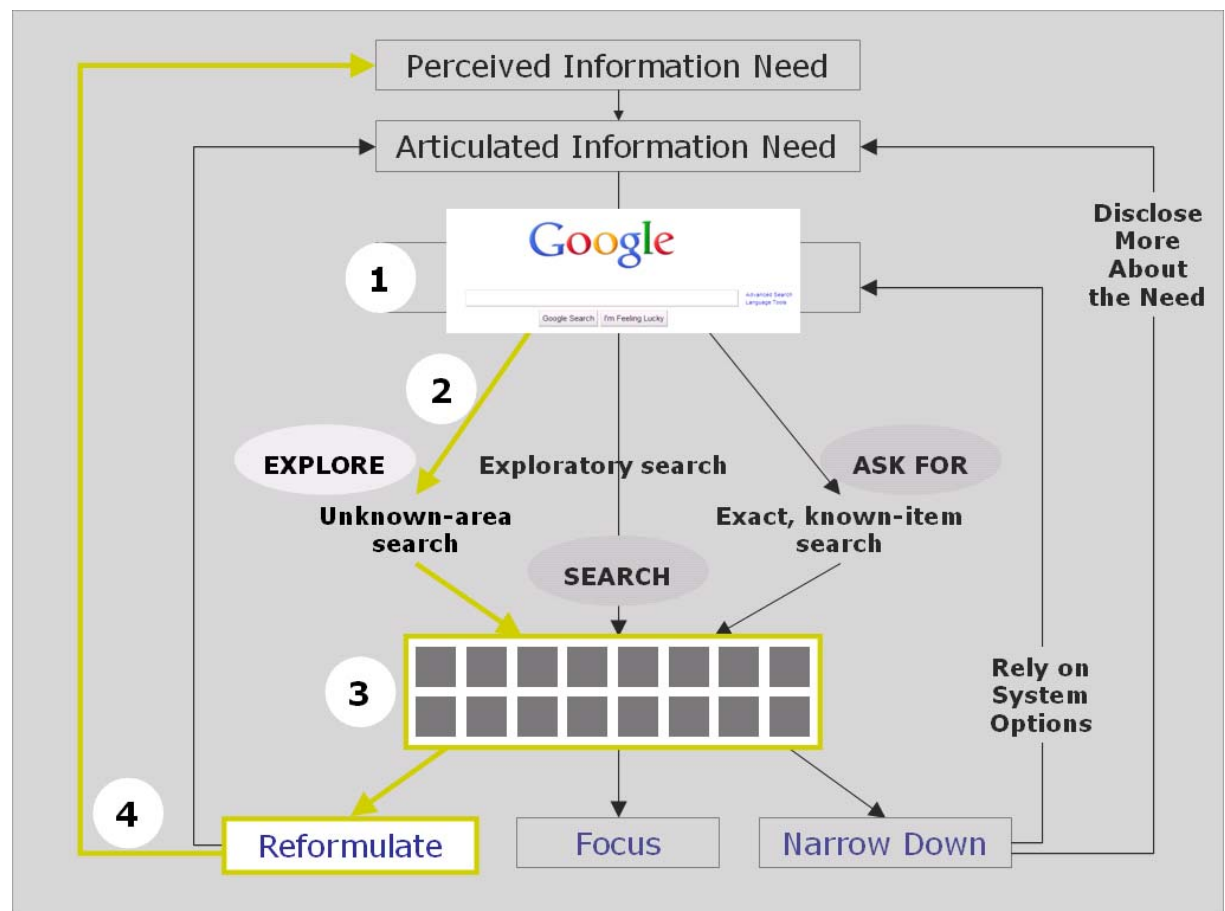 Perceived Information Need
Articulated Information Need
Google
Advanced Search
Language Tools
Google Search
I'm Feeling Lucky
1
2
EXPLORE
Exploratory search
ASK FOR
Unknown-area
search
Exact, known-item
search
SEARCH
Disclose
More
About
the Need
3
Rely on
System
Options
4
Reformulate
Focus
Narrow Down